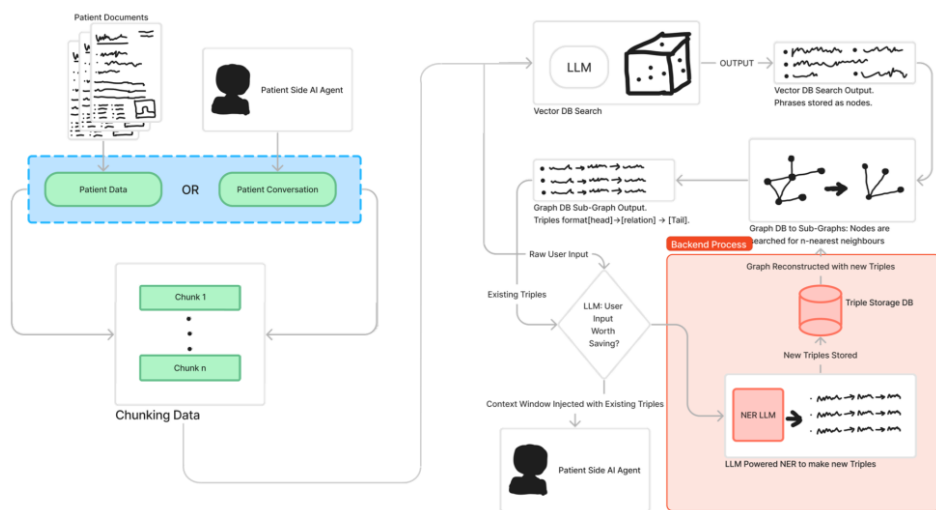 Patient Documents
Patient Side AI Agent
Patient Data
OR
Patient Conversation
Chunk 1
Chunk n
Chunking Data
LLM
Vector DB Search
OUTPUT
Vector DB Search Output.
Phrases stored as nodes.
Graph DB Sub-Graph Output.
Triples format[head]→[relation] → [Tail].
Graph DB to Sub-Graphs: Nodes are
searched for n-nearest neighbours
Backend Process
Raw User Input
Graph Reconstructed with new Triples
Existing Triples
LLM: User
Input
Worth
Saving?
Triple Storage DB
New Triples Stored
Context Window Injected with Existing Triples
NER LLM
Patient Side AI Agent
LLM Powered NER to make new Triples